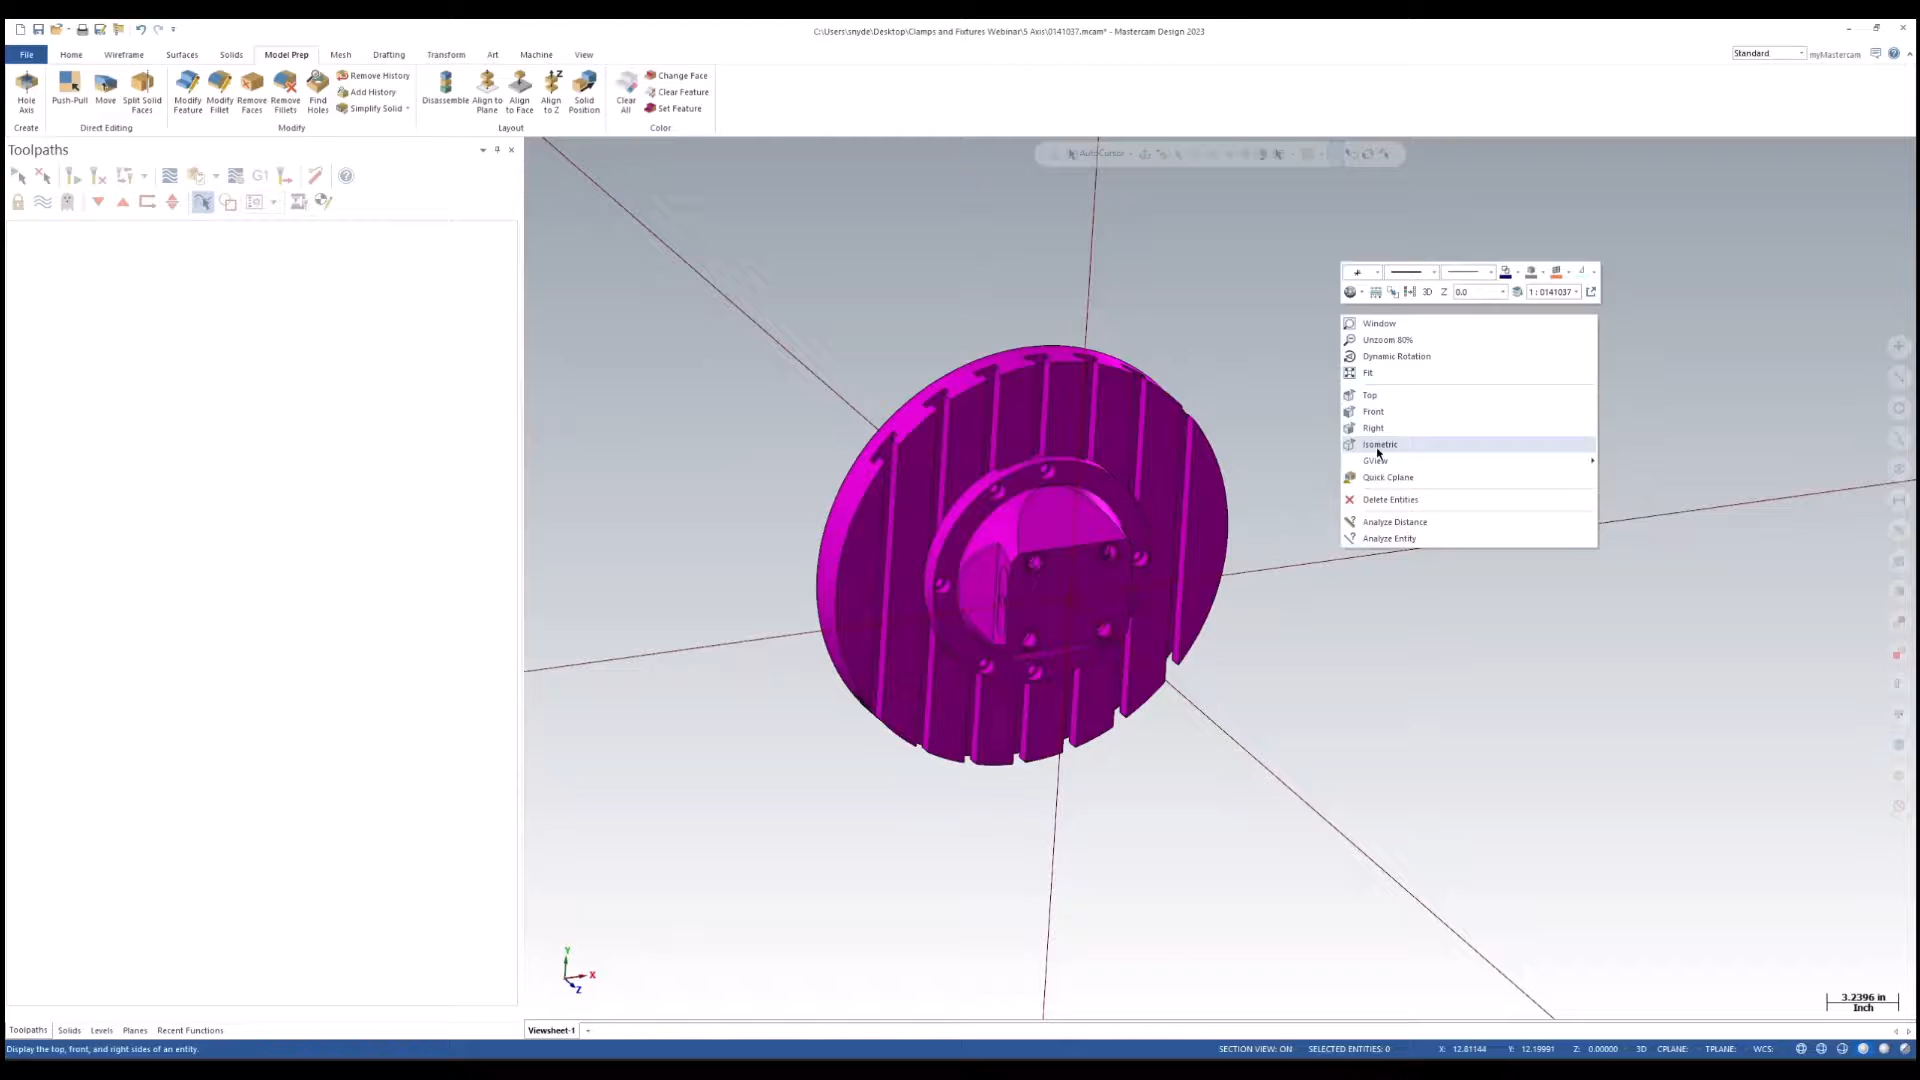 C:\Users\snyde\Desktop\Clamps and Fixtures Webinar\5 Axis\0141037.mcam* - Mastercam Design 2023
File Home Wireframe Surfaces Solids Model Prep Mesh Drafting Transform Art Machine View
Standard myMastercam
Hole Axis
Push-Pull
Move
Split Solid Faces
Modify Feature
Modify Fillet
Remove Faces
Remove Fillets
Find Holes
Remove History
Add History
Simplify Solid
Disassemble
Align to Plane
Align to Face
Align to Z
Solid Position
Clear All
Change Face
Clear Feature
Set Feature
Create Direct Editing Modify Layout Color
Toolpaths
G1
AutoCursor
3D Z 0.0 1 : 0141037
Window
Unzoom 80%
Dynamic Rotation
Fit
Top
Front
Right
Isometric
GView
Quick Cplane
Delete Entities
Analyze Distance
Analyze Entity
Y
X
Z
3.2396 in
Inch
Toolpaths Solids Levels Planes Recent Functions
Viewsheet-1 +
Display the top, front, and right sides of an entity.
SECTION VIEW: ON SELECTED ENTITIES: 0 X: 12.81144 Y: 12.19991 Z: 0.00000 3D CPLANE: TPLANE: WCS: